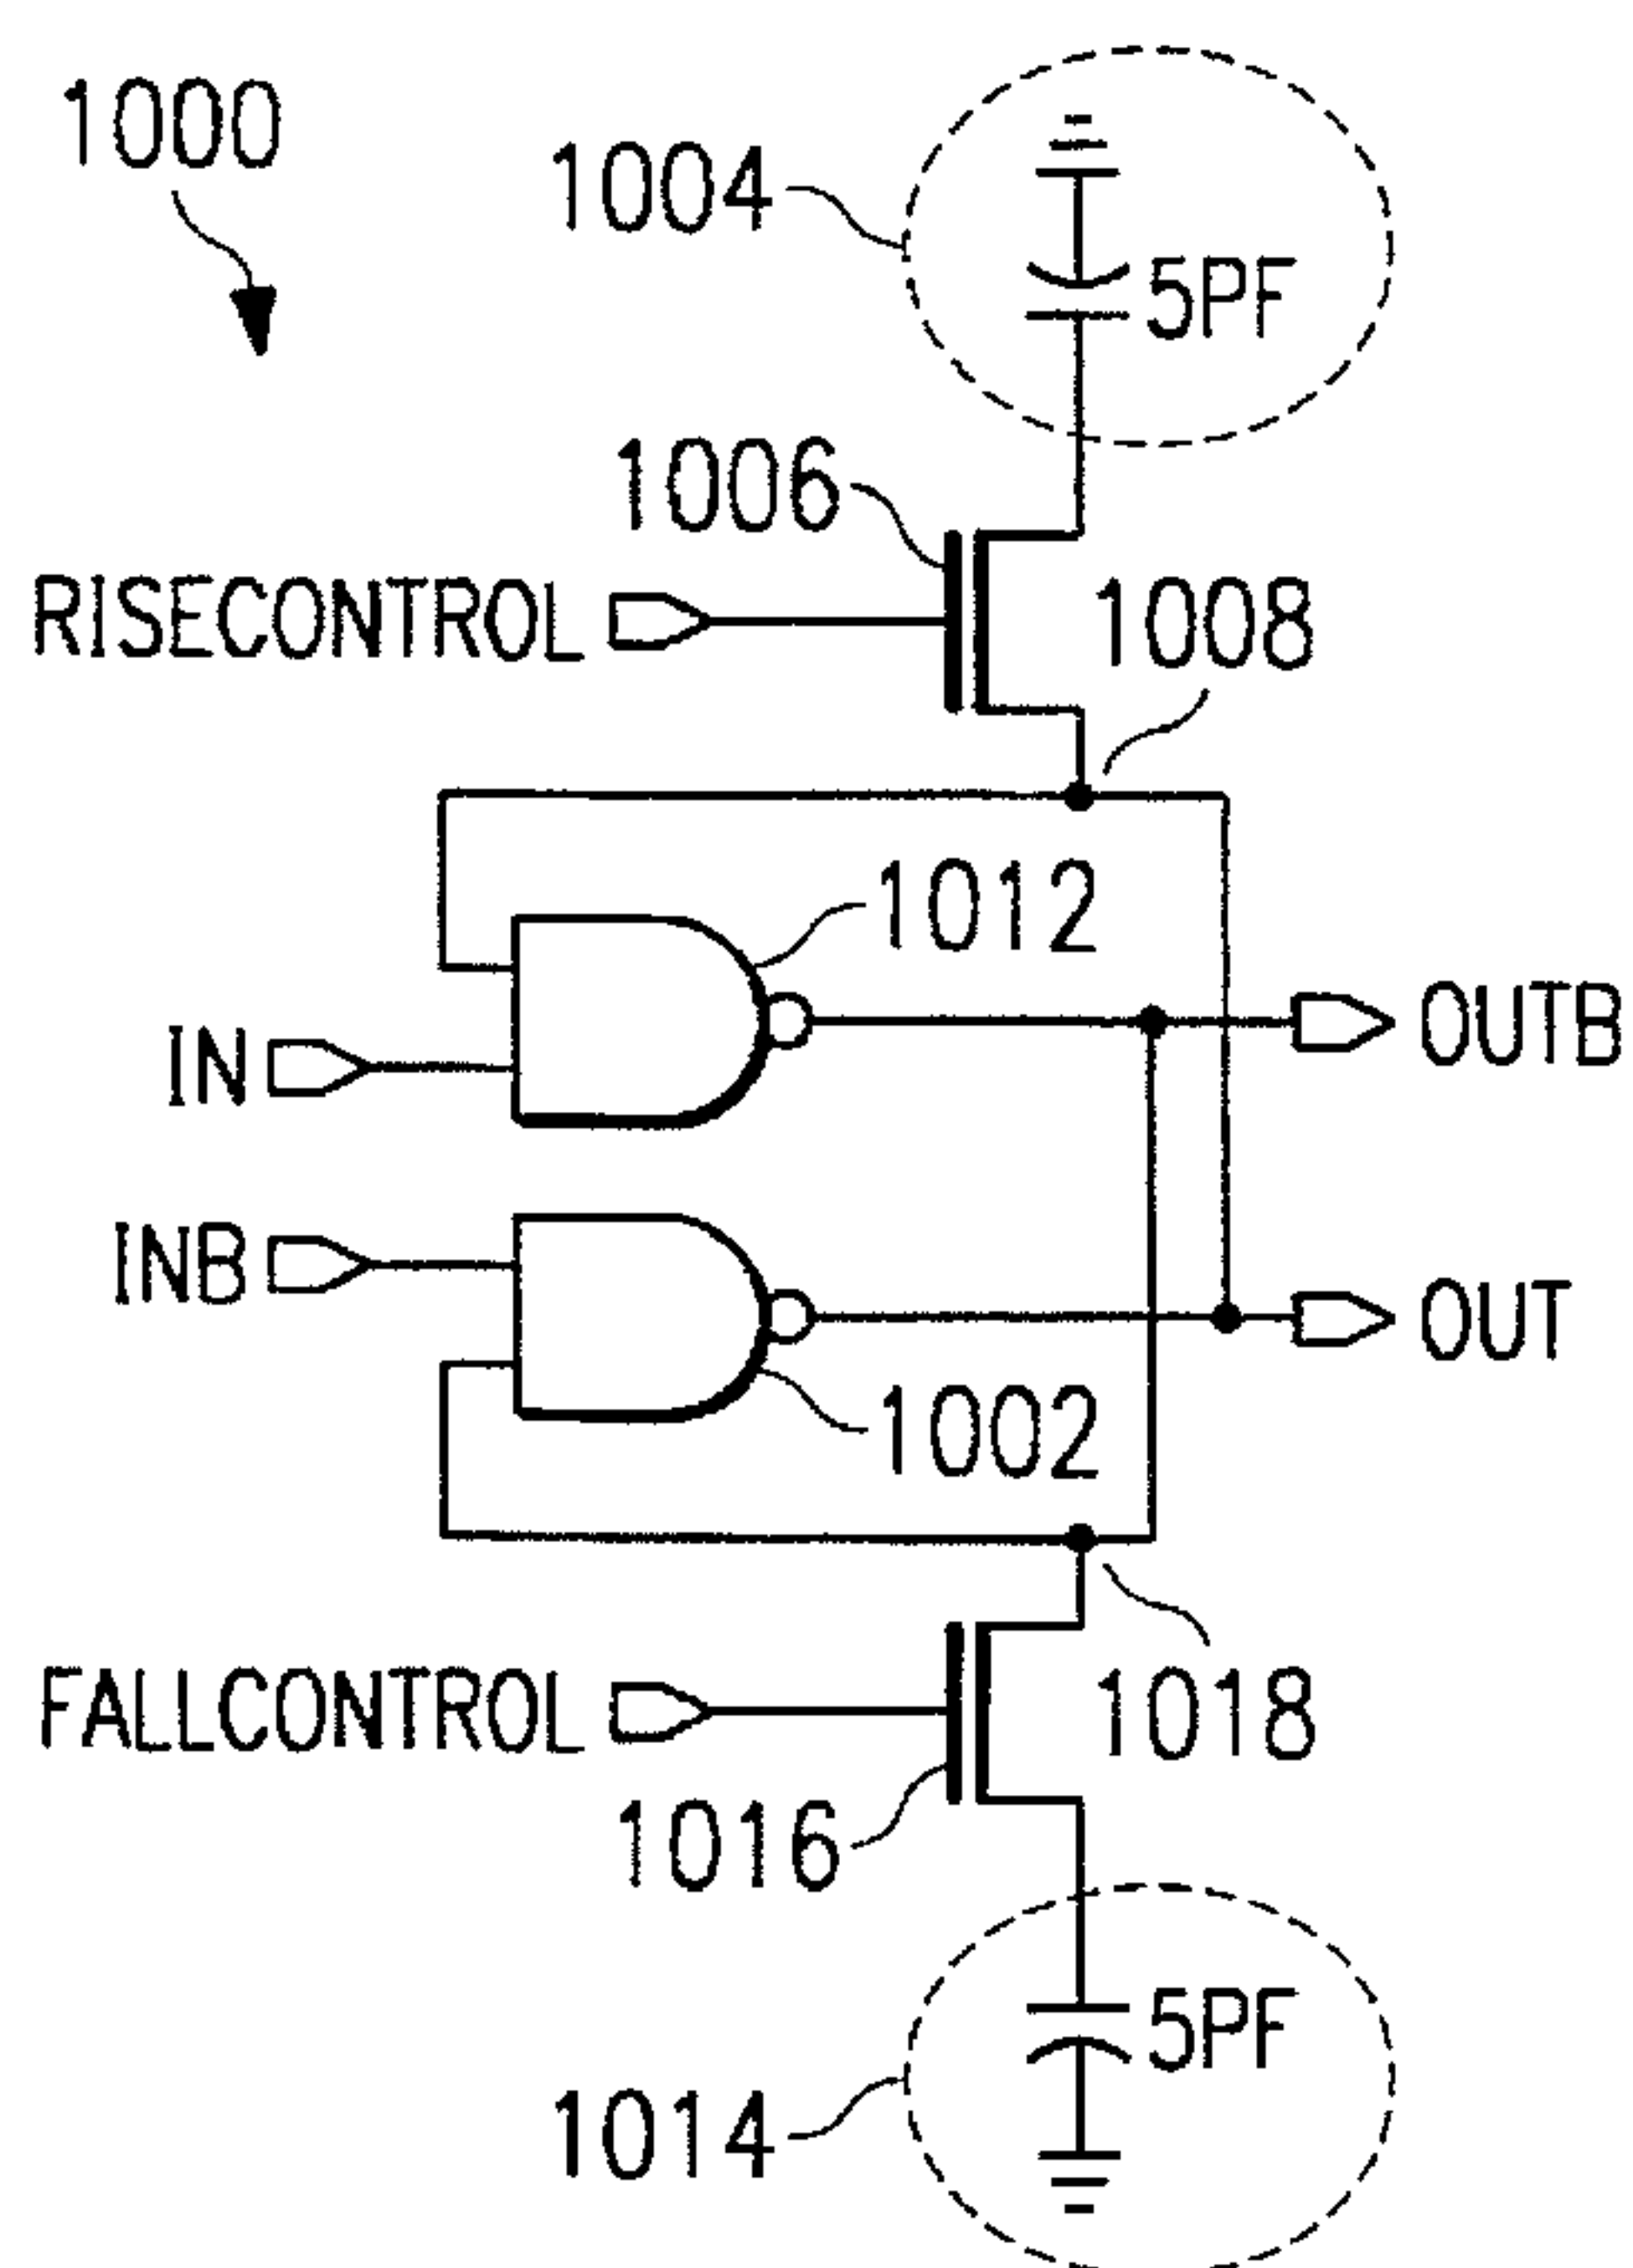 1000
1004
5PF
1006
RISECONTROL
1008
1012
OUTB
IN
INB
OUT
1002
FALLCONTROL
1018
1016
5PF
1014